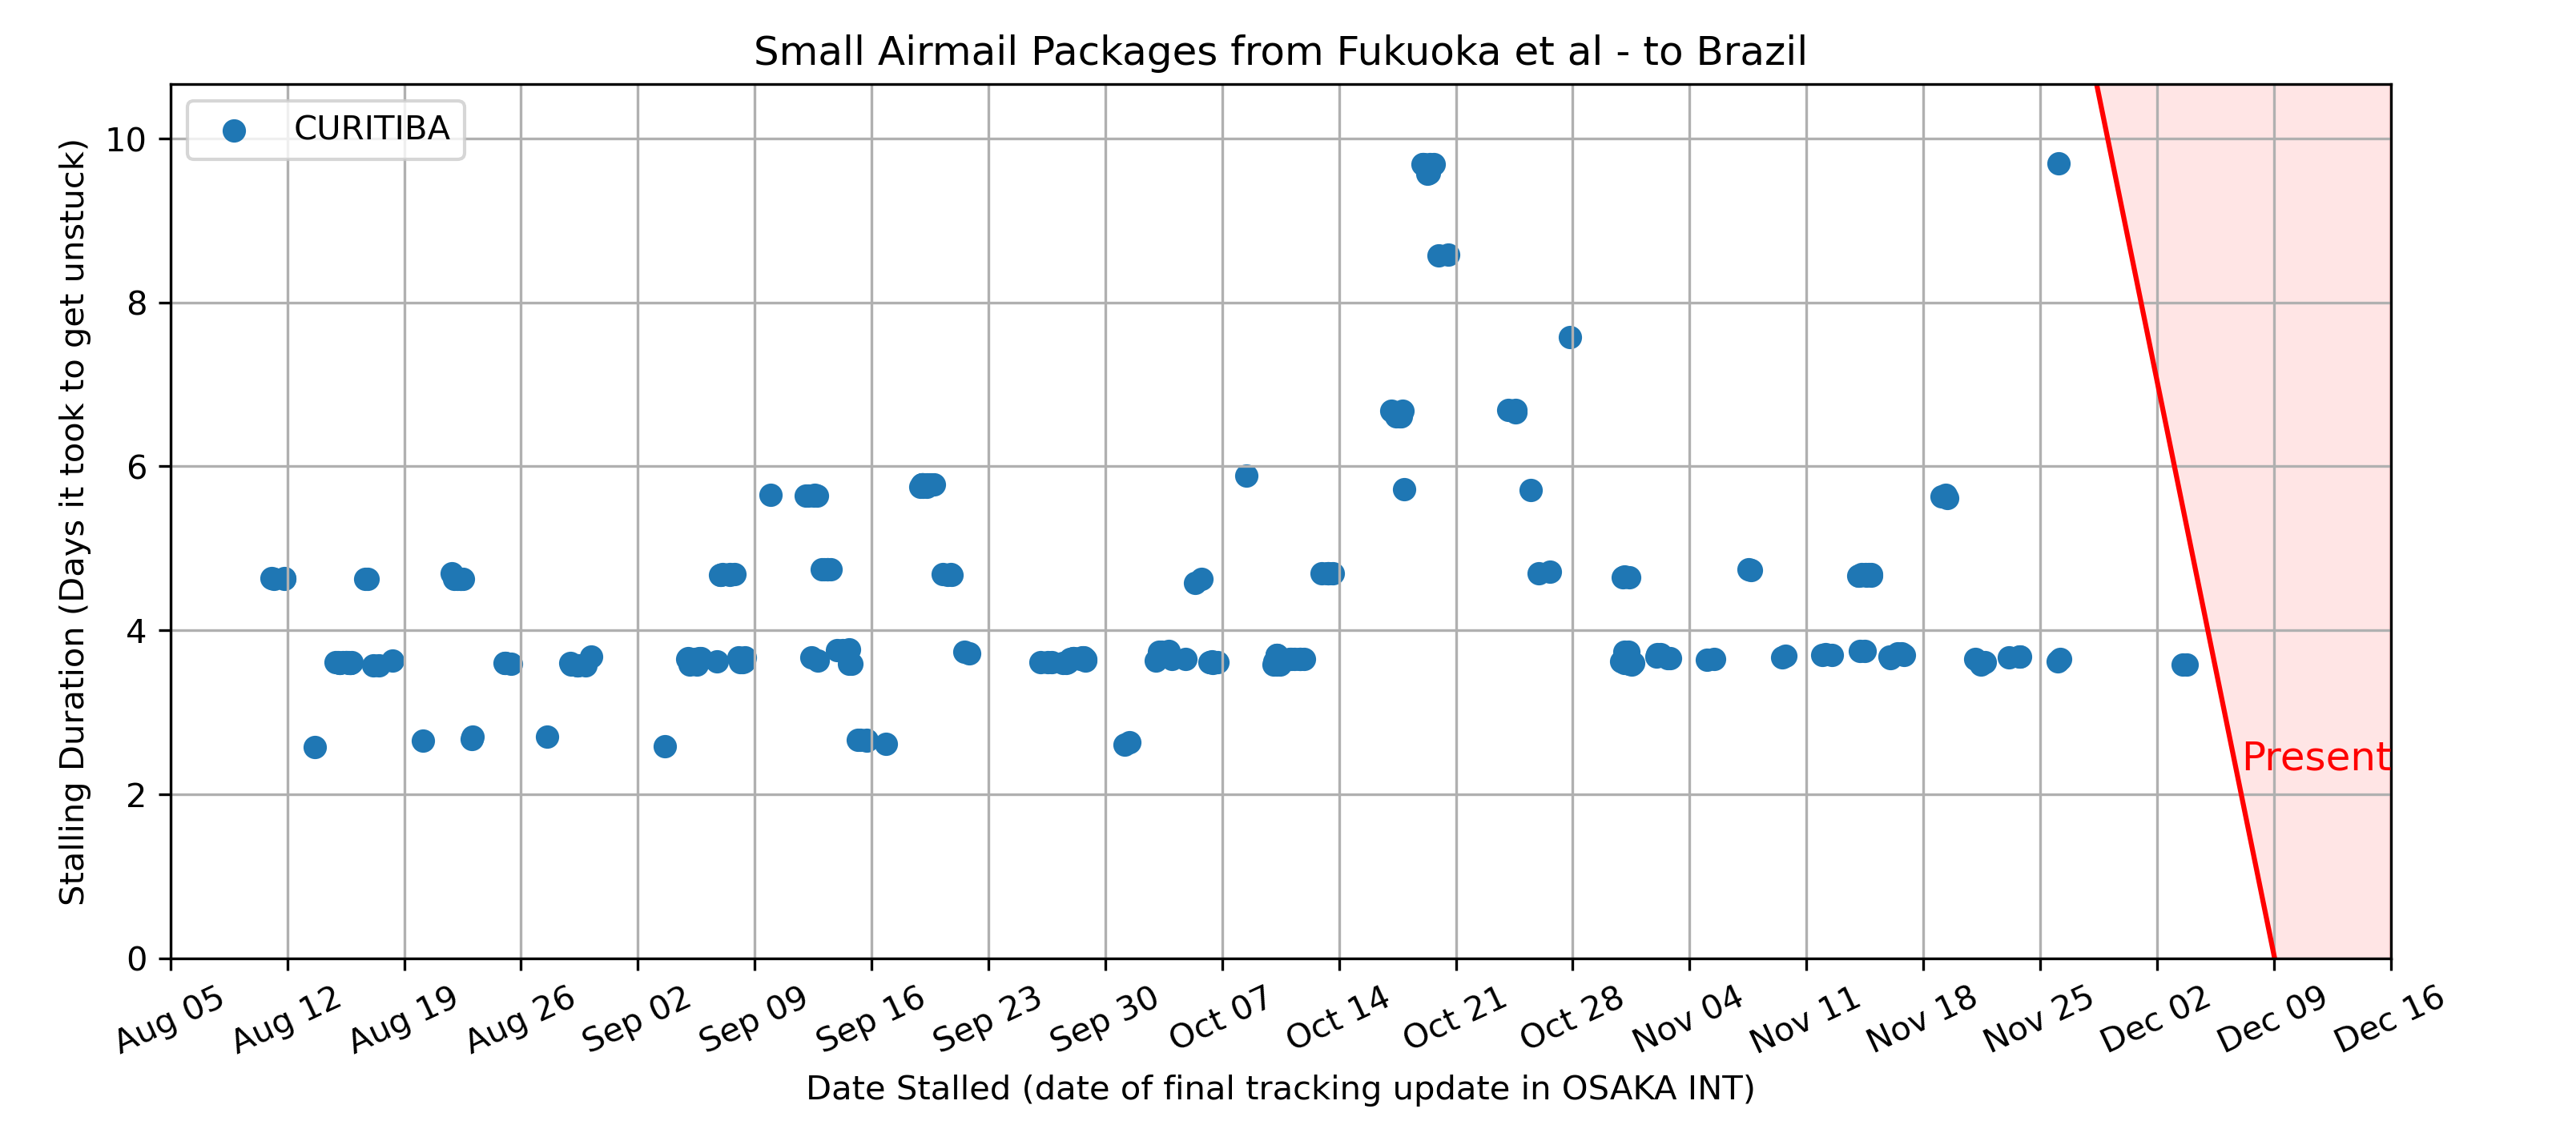 Small Airmail Packages from Fukuoka et al - to Brazil
CURITIBA
Stalling Duration (Days it took to get unstuck)
10
8
6
4
2
0
Present
Aug 05
Aug 12
Aug 19
Aug 26
Sep 02
Sep 09
Sep 16
Sep 23
Sep 30
Oct 07
Oct 14
Oct 21
Oct 28
Nov 04
Nov 11
Nov 18
Nov 25
Dec 02
Dec 09
Dec 16
Date Stalled (date of final tracking update in OSAKA INT)